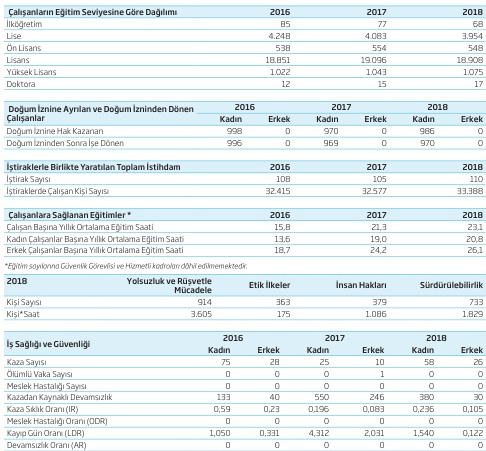 Çalışanların Eğitim Seviyesine Göre Dağılımı 2016 2017 2018
İlköğretim 85 77 68
Lise 4.248 4.083 3.954
Ön Lisans 538 554 548
Lisans 18.851 19.096 18.908
Yüksek Lisans 1.022 1.043 1.075
Doktora 12 15 17
Doğum İznine Ayrılan ve Doğum İzninden Dönen Çalışanlar 2016 2017 2018
Kadın Erkek Kadın Erkek Kadın Erkek
Doğum İznine Hak Kazanan 998 0 970 0 986 0
Doğum İzninden Sonra İşe Dönen 996 0 969 0 970 0
İştiraklerle Birlikte Yaratılan Toplam İstihdam 2016 2017 2018
İştirak Sayısı 108 105 110
İştiraklerde Çalışan Kişi Sayısı 32.415 32.577 33.388
Çalışanlara Sağlanan Eğitimler * 2016 2017 2018
Çalışan Başına Yıllık Ortalama Eğitim Saati 15,8 21,3 23,1
Kadın Çalışanlar Başına Yıllık Ortalama Eğitim Saati 13,6 19,0 20,8
Erkek Çalışanlar Başına Yıllık Ortalama Eğitim Saati 18,7 24,2 26,1
*Eğitim sayılarına Güvenlik Görevlisi ve Hizmetli kadroları dâhil edilmemektedir.
2018 Yolsuzluk ve Rüşvetle Mücadele Etik İlkeler İnsan Hakları Sürdürülebilirlik
Kişi Sayısı 914 363 379 733
Kişi*Saat 3.605 175 1.086 1.829
İş Sağlığı ve Güvenliği 2016 2017 2018
Kadın Erkek Kadın Erkek Kadın Erkek
Kaza Sayısı 75 28 25 10 58 26
Ölümlü Vaka Sayısı 0 0 0 1 0 0
Meslek Hastalığı Sayısı 0 0 0 0 0 0
Kazadan Kaynaklı Devamsızlık 133 40 550 246 380 30
Kaza Sıklık Oranı (IR) 0,59 0,23 0,196 0,083 0,236 0,105
Meslek Hastalığı Oranı (ODR) 0 0 0 0 0 0
Kayıp Gün Oranı (LDR) 1,050 0,331 4,312 2,031 1,540 0,122
Devamsızlık Oranı (AR) 0 0 0 0 0 0